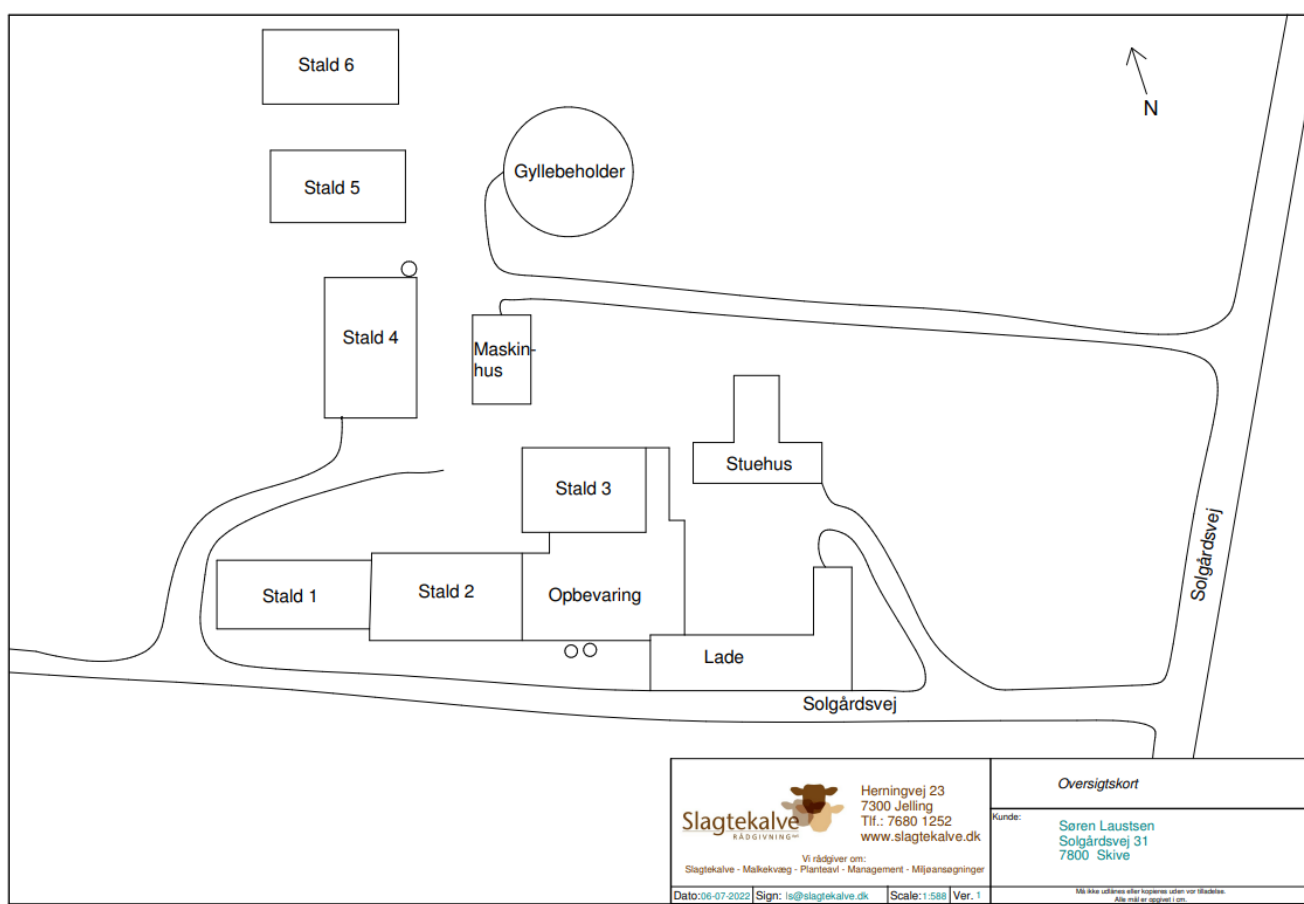 Stald 6
N
Gyllebeholder
Stald 5
Stald 4
Maskin-
hus
Stuehus
Stald 3
Solgårdsvej
Stald 1
Stald 2
Opbevaring
Lade
Solgårdsvej
Slagtekalve
RÅDGIVNING
Herningvej 23
7300 Jelling
Tlf.: 7680 1252
www.slagtekalve.dk
Vi rådgiver om:
Slagtekalve - Malkekvæg - Planteavl - Management - Miljøansøgninger
Dato:06-07-2022 Sign: ls@slagtekalve.dk Scale:1:588 Ver. 1
Oversigtskort
Kunde:
Søren Laustsen
Solgårdsvej 31
7800 Skive
Må ikke udlånes eller kopieres uden vor tilladelse.
Alle mål er opgivet i cm.